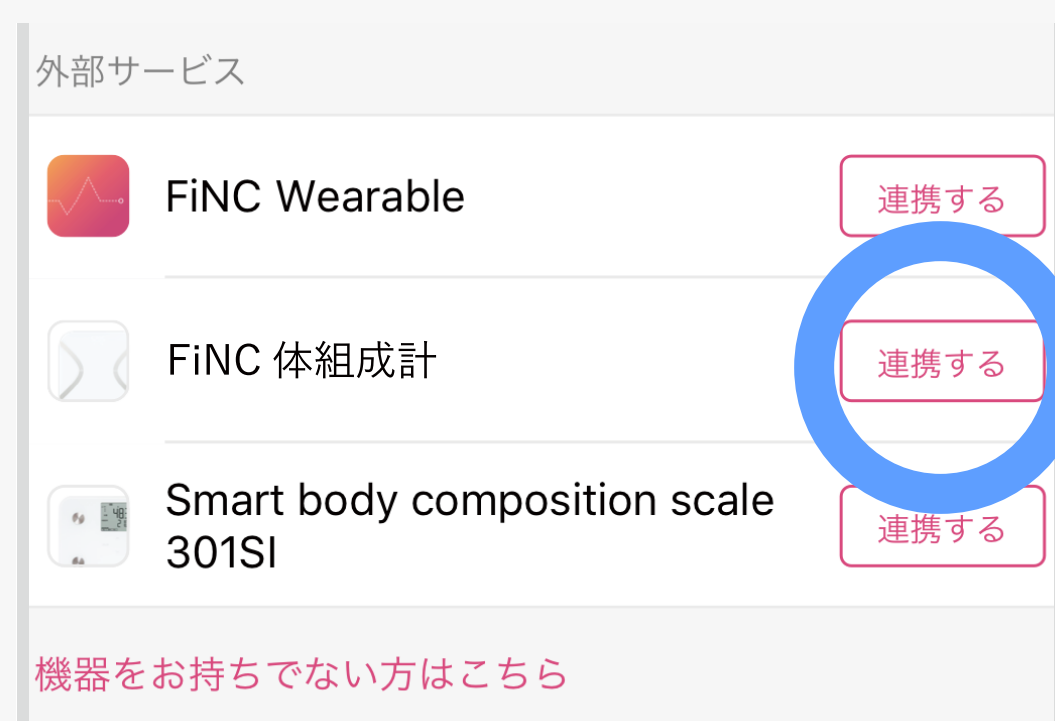 外部サービス
FiNC Wearable
連携する
FiNC 体組成計
連携する
Smart body composition scale
301SI
連携する
機器をお持ちでない方はこちら